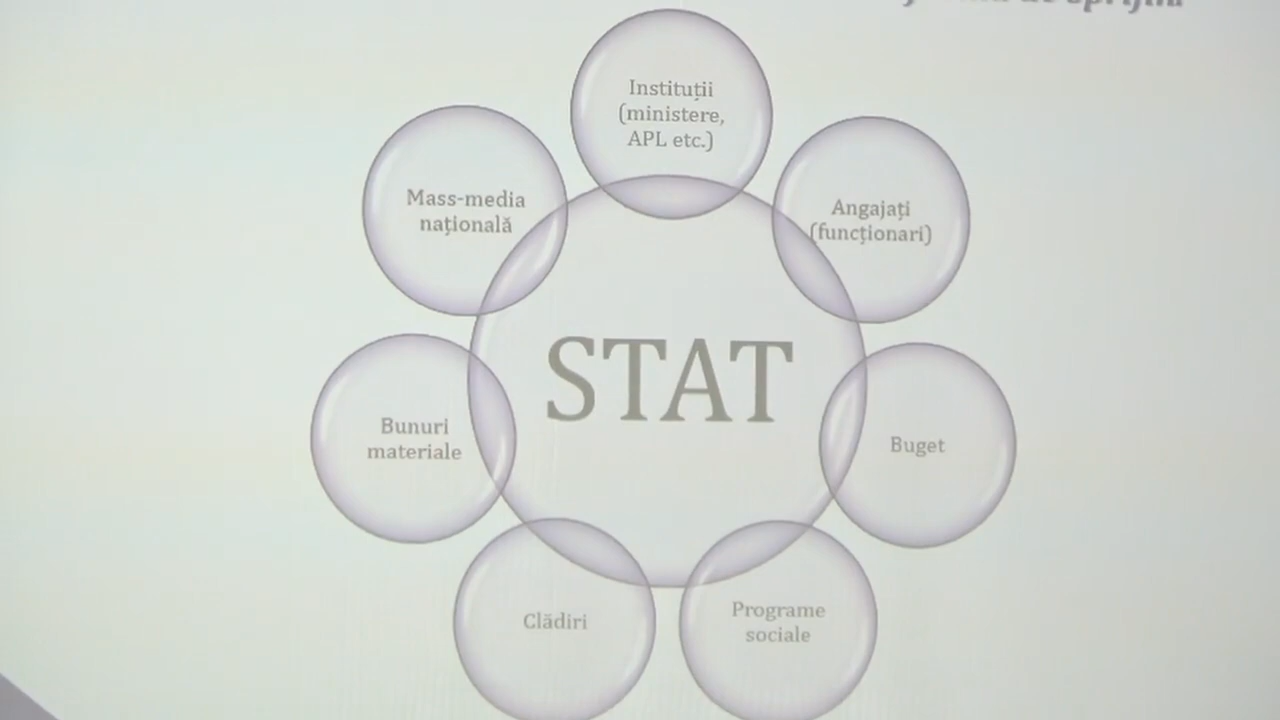 Instituții
(ministere,
APL etc.)
Angajați
(funcționari)
Buget
Programe
sociale
Clădiri
Bunuri
materiale
Mass-media
națională
STAT